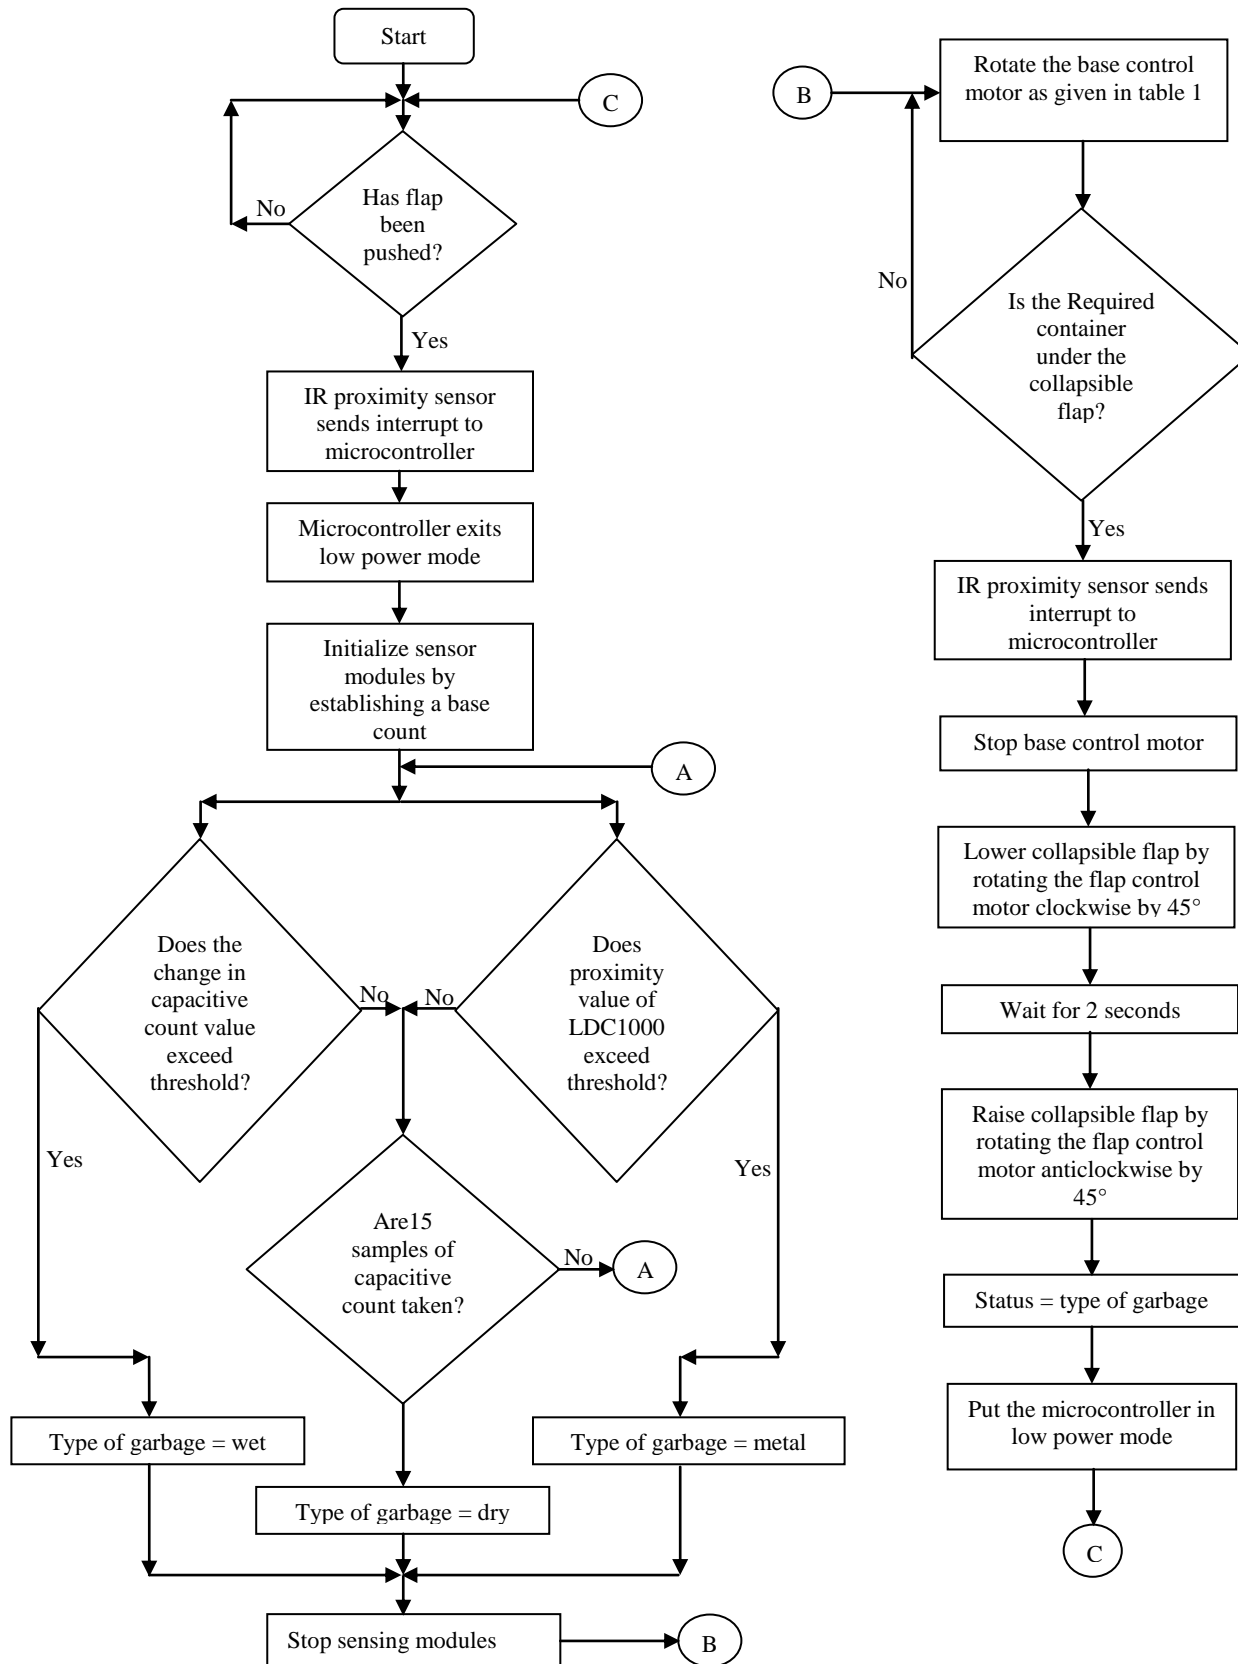 Start
C
Has flap
been
pushed?
No
Yes
IR proximity sensor
sends interrupt to
microcontroller
Microcontroller exits
low power mode
Initialize sensor
modules by
establishing a base
count
A
Does the
change in
capacitive
count value
exceed
threshold?
No
No
Does
proximity
value of
LDC1000
exceed
threshold?
Yes
Yes
Are15
samples of
capacitive
count taken?
No
A
Type of garbage = wet
Type of garbage = metal
Type of garbage = dry
Stop sensing modules
B
B
Rotate the base control
motor as given in table 1
No
Is the Required
container
under the
collapsible
flap?
Yes
IR proximity sensor sends
interrupt to
microcontroller
Stop base control motor
Lower collapsible flap by
rotating the flap control
motor clockwise by 45°
Wait for 2 seconds
Raise collapsible flap by
rotating the flap control
motor anticlockwise by
45°
Status = type of garbage
Put the microcontroller in
low power mode
C